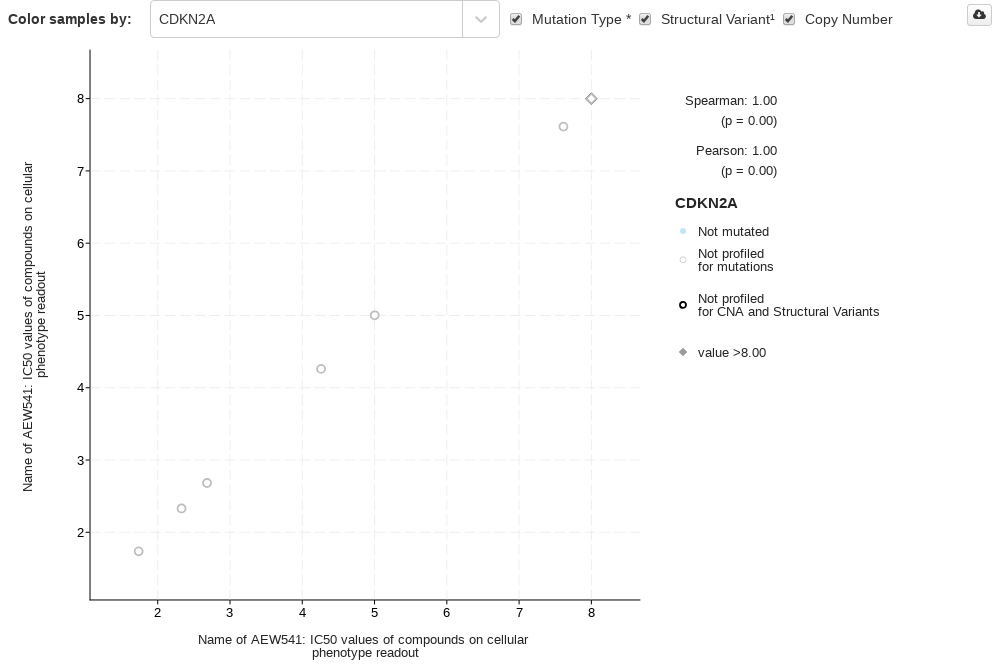 Color samples by:
CDKN2A
Mutation Type *
Structural Variant¹
Copy Number
Name of AEW541: IC50 values of compounds on cellular
phenotype readout
8
7
6
5
4
3
2
2
3
4
5
6
7
8
Name of AEW541: IC50 values of compounds on cellular
phenotype readout
Spearman: 1.00
(p = 0.00)
Pearson: 1.00
(p = 0.00)
CDKN2A
Not mutated
Not profiled
for mutations
Not profiled
for CNA and Structural Variants
value >8.00